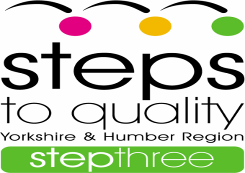 steps
to quality
Yorkshire & Humber Region
stepthree